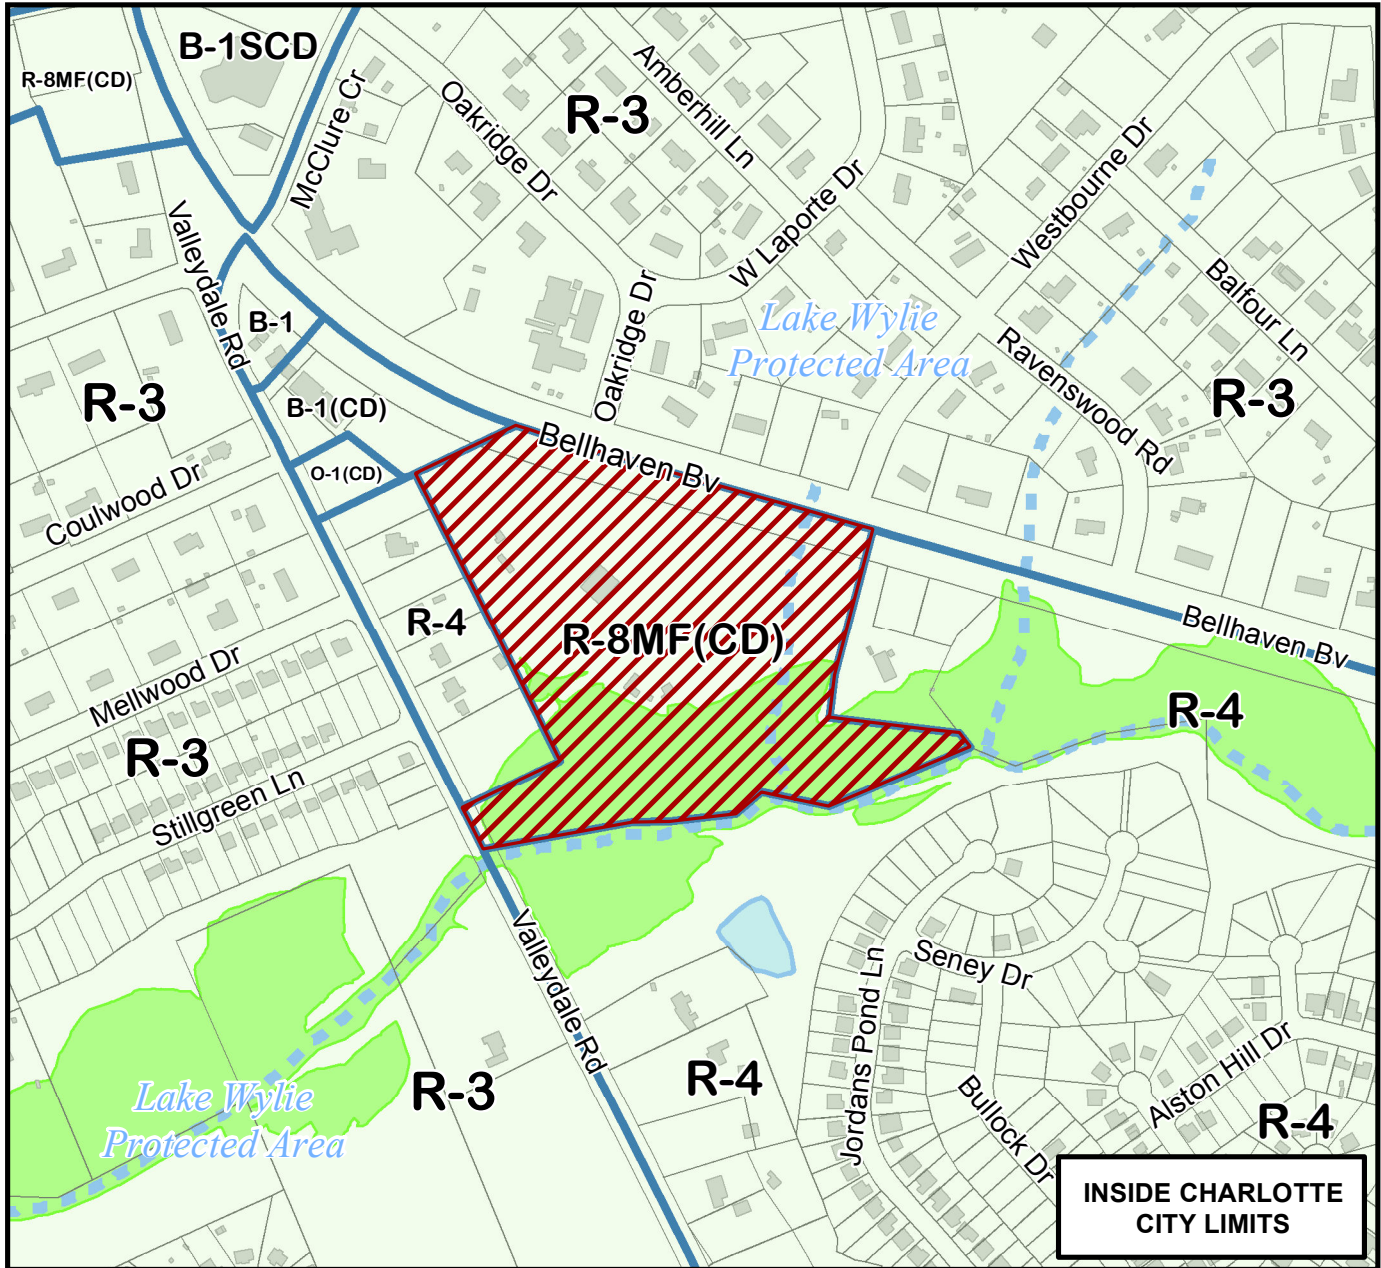 B-1SCD
R-8MF(CD)
McClure Cr
Oakridge Dr
R-3
Amberhill Ln
W Laporte Dr
Westbourne Dr
Balfour Ln
Valleydale Rd
B-1
Oakridge Dr
Lake Wylie
Protected Area
Ravenswood Rd
R-3
R-3
B-1(CD)
O-1(CD)
Coulwood Dr
Bellhaven Bv
R-4
R-8MF(CD)
Bellhaven Bv
Mellwood Dr
R-3
R-4
Stillgreen Ln
Valleydale Rd
Seney Dr
Jordans Pond Ln
Lake Wylie
Protected Area
R-3
R-4
Bullock Dr
Alston Hill Dr
R-4
INSIDE CHARLOTTE
CITY LIMITS